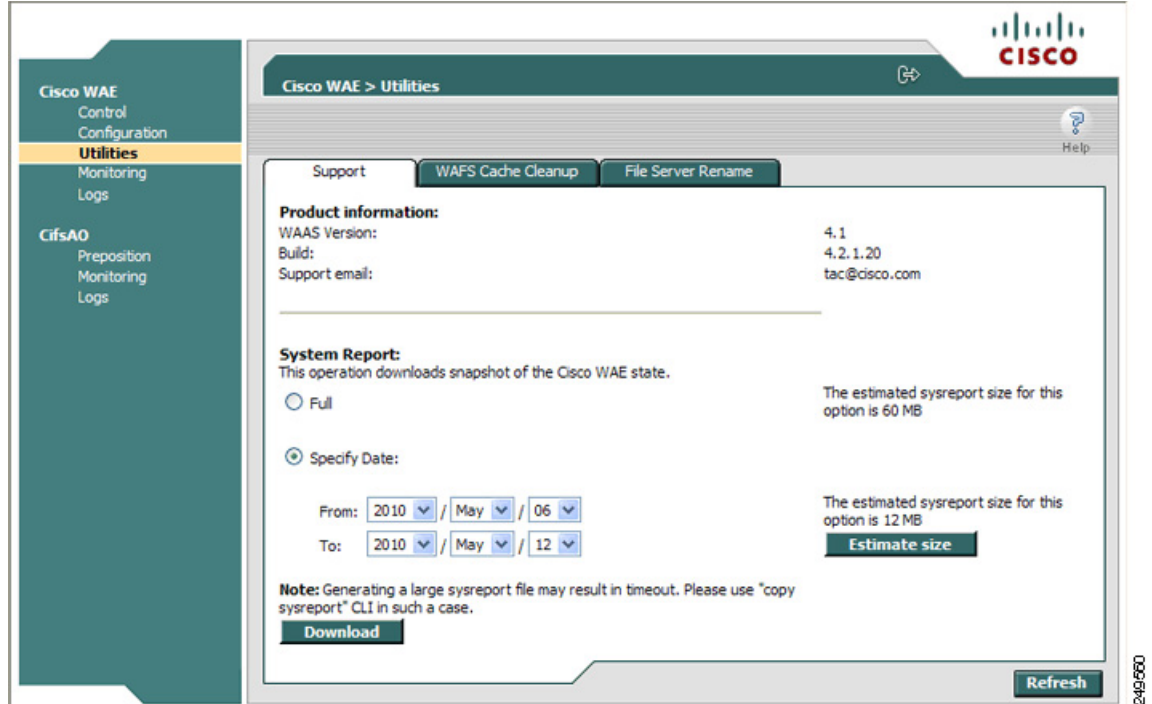 CISCO
Cisco WAE > Utilities
Help
Cisco WAE
Control
Configuration
Utilities
Monitoring
Logs
CifsAO
Preposition
Monitoring
Logs
Support
WAFS Cache Cleanup
File Server Rename
Product information:
WAAS Version: 4.1
Build: 4.2.1.20
Support email: tac@cisco.com
System Report:
This operation downloads snapshot of the Cisco WAE state.
Full
The estimated sysreport size for this
option is 60 MB
Specify Date:
From: 2010 / May / 06
The estimated sysreport size for this
option is 12 MB
To: 2010 / May / 12
Estimate size
Note: Generating a large sysreport file may result in timeout. Please use "copy
sysreport" CLI in such a case.
Download
Refresh
249560